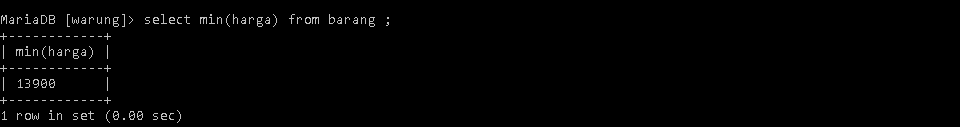 MariaDB [warung]> select min(harga) from barang ;
+------------+
| min(harga) |
+------------+
| 13900      |
+------------+
1 row in set (0.00 sec)